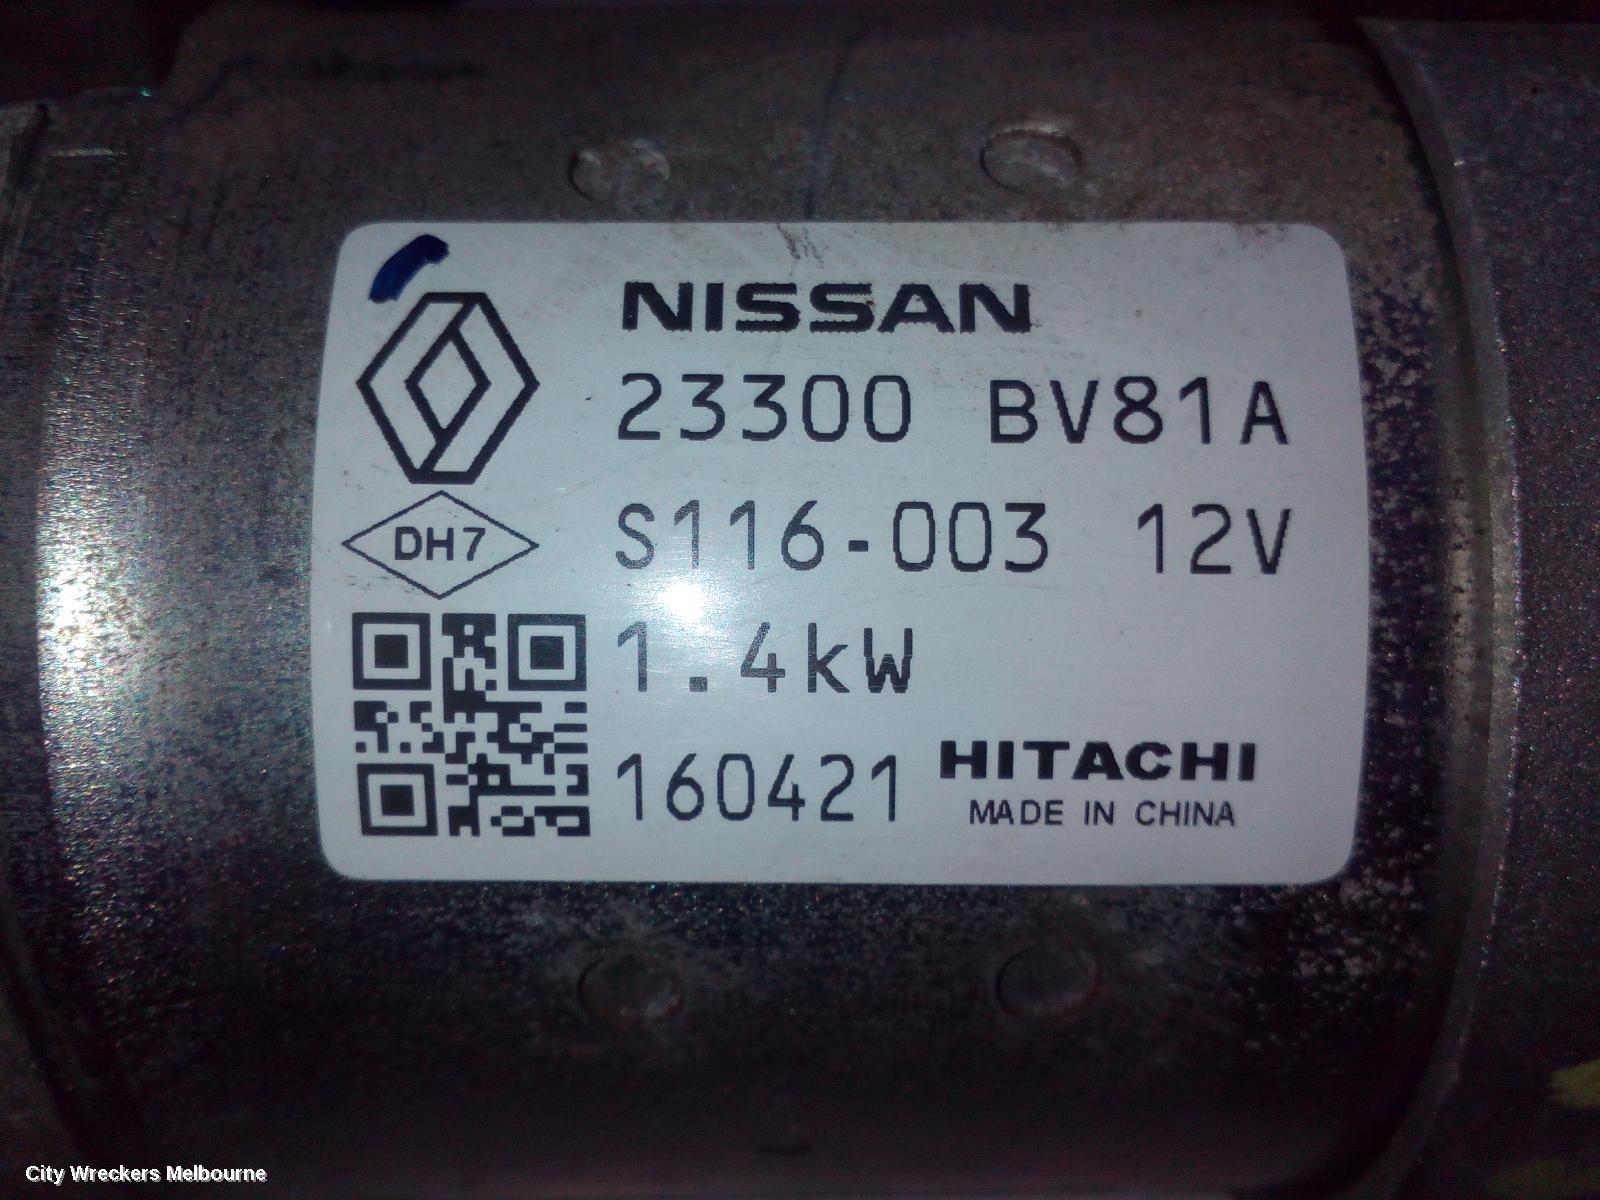 NISSAN
23300 BV81A
DH7
S116-003 12V
1.4kW
160421 HITACHI
MADE IN CHINA
City Wreckers Melbourne